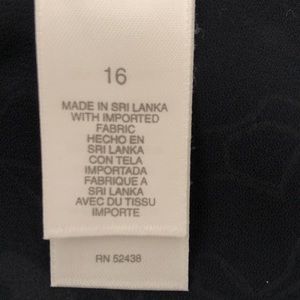 16
MADE IN SRI LANKA
WITH IMPORTED
FABRIC
HECHO EN
SRI LANKA
CON TELA
IMPORTADA
FABRIQUE A
SRI LANKA
AVEC DU TISSU
IMPORTE
RN 52438